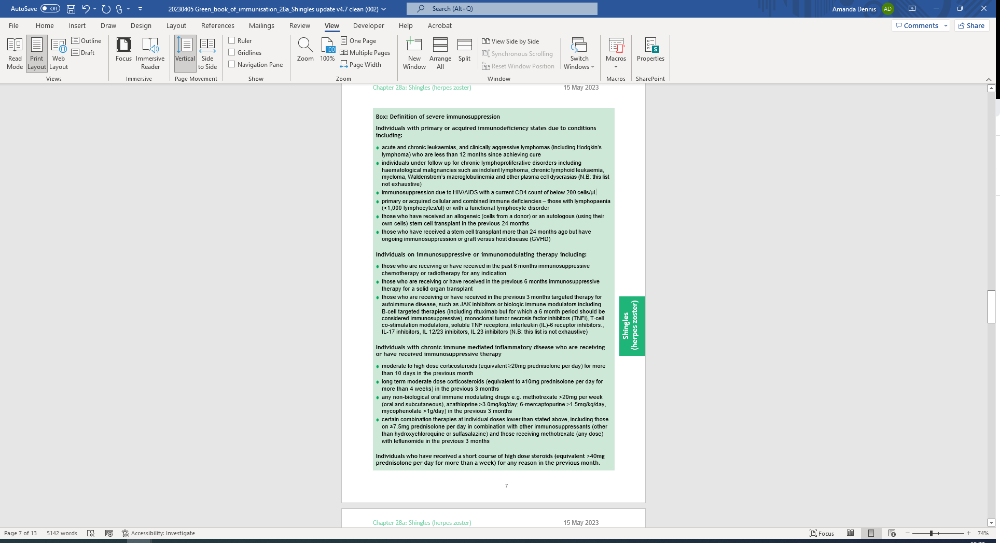 AutoSave Off
20230405 Green_book_of_immunisation_28a_Shingles update v4.7 clean (002)
Search (Alt+Q)
Amanda Dennis AD
File Home Insert Draw Design Layout References Mailings Review View Developer Help Acrobat
Comments Share
Read Mode
Print Layout
Web Layout
Outline
Draft
Views
Focus
Immersive Reader
Immersive
Vertical
Side to Side
Page Movement
Ruler
Gridlines
Navigation Pane
Show
Zoom
100
100%
One Page
Multiple Pages
Page Width
Zoom
New Window
Arrange All
Split
View Side by Side
Synchronous Scrolling
Reset Window Position
Switch Windows
Window
Macros
Macros
S
Properties
SharePoint
Chapter 28a: Shingles (herpes zoster) 15 May 2023
Box: Definition of severe immunosuppression
Individuals with primary or acquired immunodeficiency states due to conditions
including:
• acute and chronic leukaemias, and clinically aggressive lymphomas (including Hodgkin's
lymphoma) who are less than 12 months since achieving cure
• individuals under follow up for chronic lymphoproliferative disorders including
haematological malignancies such as indolent lymphoma, chronic lymphoid leukaemia,
myeloma, Waldenstrom's macroglobulinemia and other plasma cell dyscrasias (N.B: this list
not exhaustive)
• immunosuppression due to HIV/AIDS with a current CD4 count of below 200 cells/µl.
• primary or acquired cellular and combined immune deficiencies – those with lymphopaenia
(<1,000 lymphocytes/ul) or with a functional lymphocyte disorder
• those who have received an allogeneic (cells from a donor) or an autologous (using their
own cells) stem cell transplant in the previous 24 months
• those who have received a stem cell transplant more than 24 months ago but have
ongoing immunosuppression or graft versus host disease (GVHD)
Individuals on immunosuppressive or immunomodulating therapy including:
• those who are receiving or have received in the past 6 months immunosuppressive
chemotherapy or radiotherapy for any indication
• those who are receiving or have received in the previous 6 months immunosuppressive
therapy for a solid organ transplant
• those who are receiving or have received in the previous 3 months targeted therapy for
autoimmune disease, such as JAK inhibitors or biologic immune modulators including
B-cell targeted therapies (including rituximab but for which a 6 month period should be
considered immunosuppressive), monoclonal tumor necrosis factor inhibitors (TNFi), T-cell
co-stimulation modulators, soluble TNF receptors, interleukin (IL)-6 receptor inhibitors.,
IL-17 inhibitors, IL 12/23 inhibitors, IL 23 inhibitors (N.B: this list is not exhaustive)
Individuals with chronic immune mediated inflammatory disease who are receiving
or have received immunosuppressive therapy
• moderate to high dose corticosteroids (equivalent ≥20mg prednisolone per day) for more
than 10 days in the previous month
• long term moderate dose corticosteroids (equivalent to ≥10mg prednisolone per day for
more than 4 weeks) in the previous 3 months
• any non-biological oral immune modulating drugs e.g. methotrexate >20mg per week
(oral and subcutaneous), azathioprine >3.0mg/kg/day; 6-mercaptopurine >1.5mg/kg/day,
mycophenolate >1g/day) in the previous 3 months
• certain combination therapies at individual doses lower than stated above, including those
on ≥7.5mg prednisolone per day in combination with other immunosuppressants (other
than hydroxychloroquine or sulfasalazine) and those receiving methotrexate (any dose)
with leflunomide in the previous 3 months
Individuals who have received a short course of high dose steroids (equivalent >40mg
prednisolone per day for more than a week) for any reason in the previous month.
Shingles
(herpes zoster)
7
Chapter 28a: Shingles (herpes zoster) 15 May 2023
Page 7 of 13 5142 words Accessibility: Investigate
Focus 74%